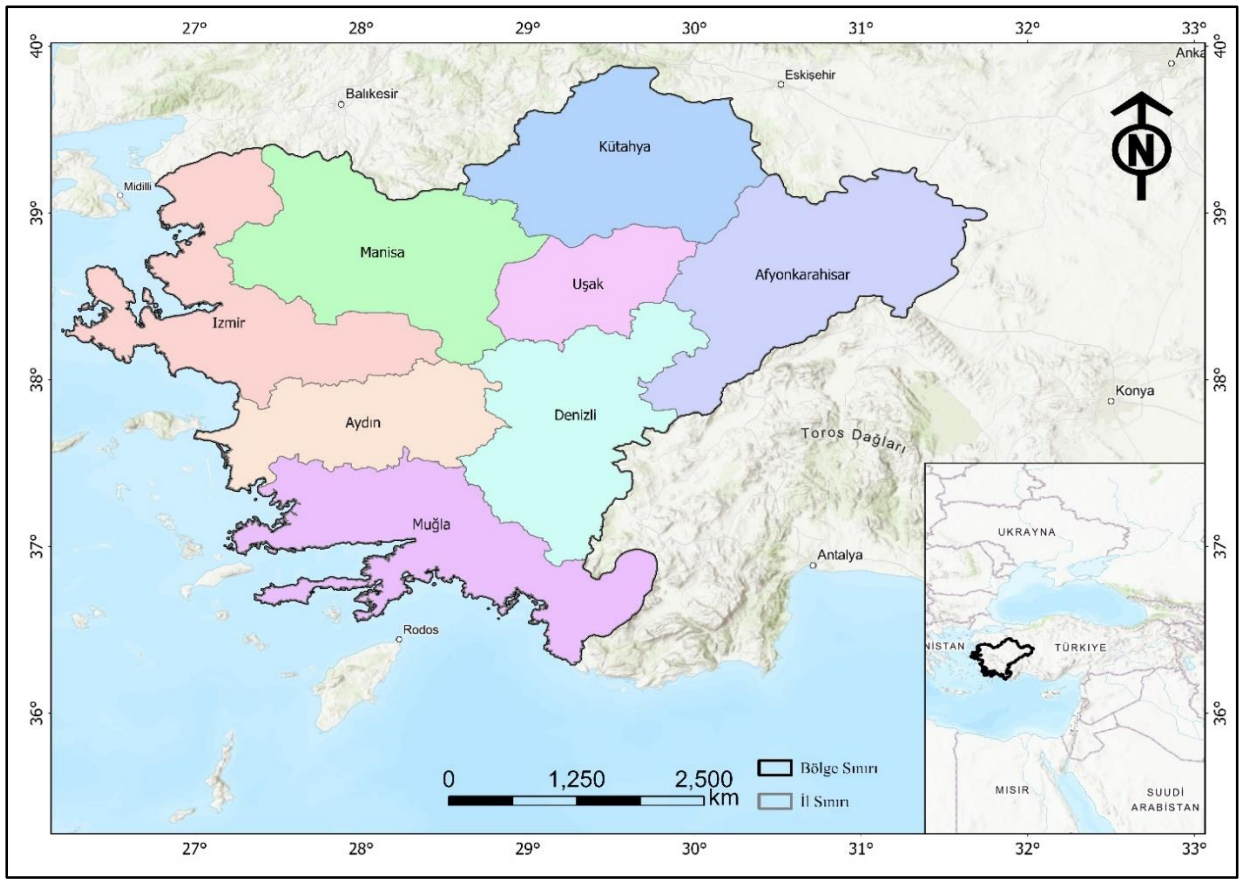 27° 28° 29° 30° 31° 32° 33°
40° 40°
Anka
Eskişehir
Balıkesir
Kütahya
N
Midilli
39° 39°
Manisa
Afyonkarahisar
Uşak
Izmir
38° 38°
Konya
Denizli
Aydın
Toros Dağları
Muğla
UKRAYNA
37° 37°
Antalya
Rodos
NİSTAN
TÜRKIYE
36° 36°
0 1,250 2,500
km
Bölge Sınırı
İl Sınırı
MISIR
SUUDİ
ARABİSTAN
27° 28° 29° 30° 31° 32° 33°